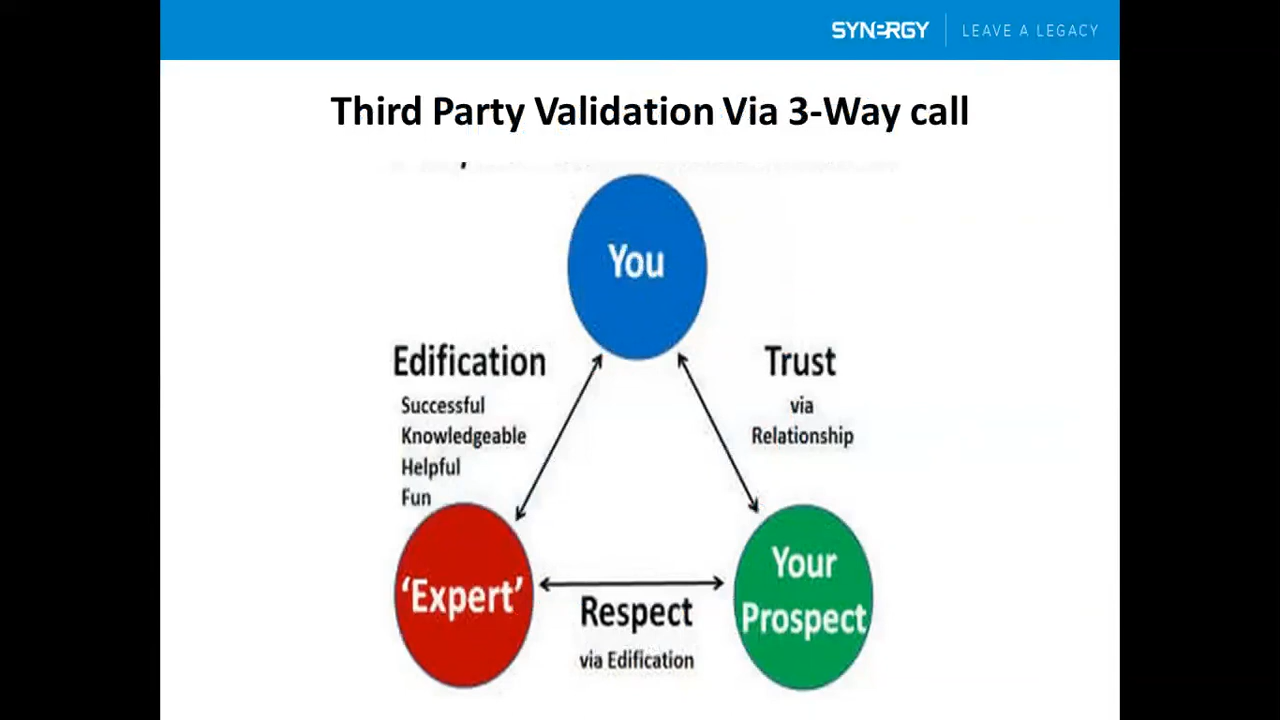 SYNERGY LEAVE A LEGACY
Third Party Validation Via 3-Way call
You
Edification
Successful
Knowledgeable
Helpful
Fun
Trust
via
Relationship
'Expert'
Respect
via Edification
Your
Prospect